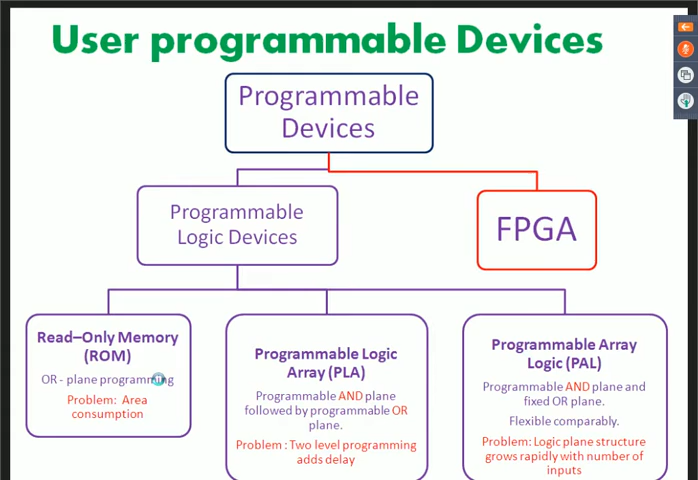 User programmable Devices
Programmable
Devices
Programmable
Logic Devices
FPGA
Read–Only Memory
(ROM)
OR - plane programming
Problem: Area
consumption
Programmable Logic
Array (PLA)
Programmable AND plane
followed by programmable OR
plane.
Problem : Two level programming
adds delay
Programmable Array
Logic (PAL)
Programmable AND plane and
fixed OR plane.
Flexible comparably.
Problem: Logic plane structure
grows rapidly with number of
inputs